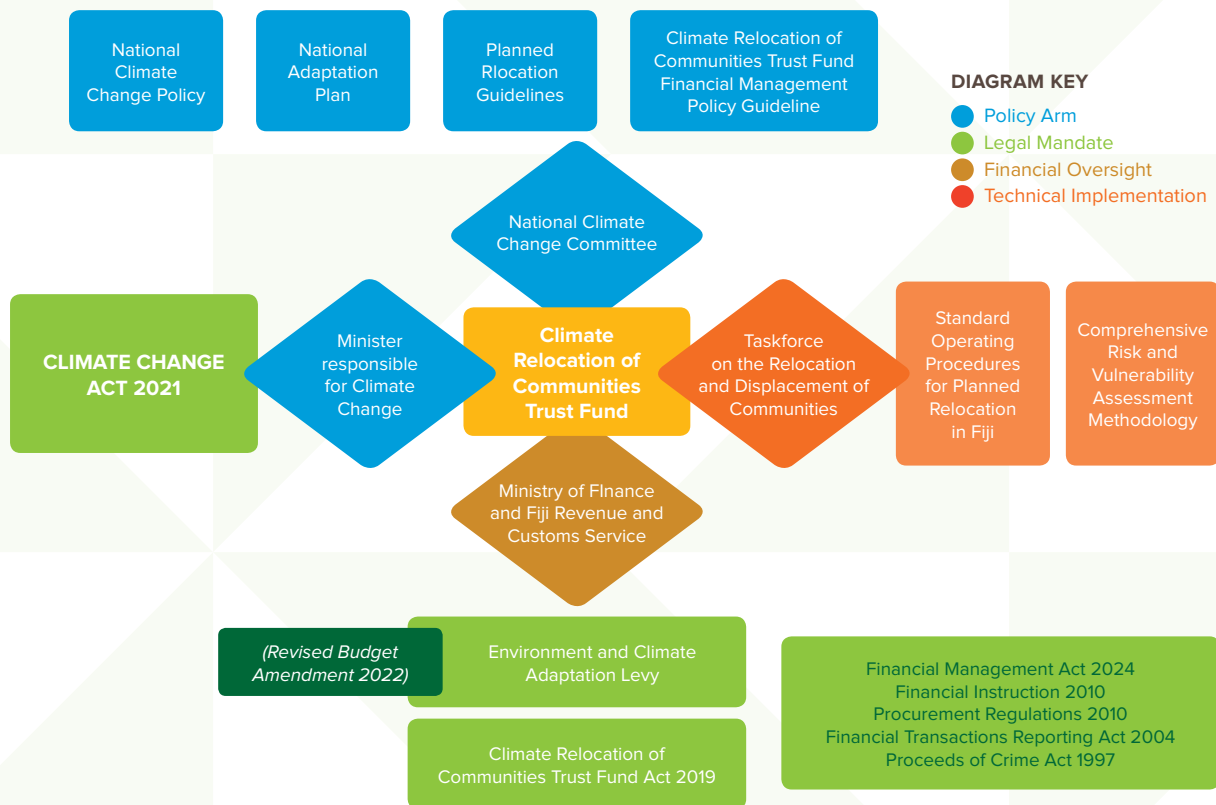 National
Climate
Change Policy
National
Adaptation
Plan
Planned
Rlocation
Guidelines
Climate Relocation of
Communities Trust Fund
Financial Management
Policy Guideline
DIAGRAM KEY
Policy Arm
Legal Mandate
Financial Oversight
Technical Implementation
National Climate
Change Committee
CLIMATE CHANGE
ACT 2021
Minister
responsible
for Climate
Change
Climate
Relocation of
Communities
Trust Fund
Taskforce
on the Relocation
and Displacement of
Communities
Standard
Operating
Procedures
for Planned
Relocation
in Fiji
Comprehensive
Risk and
Vulnerability
Assessment
Methodology
Ministry of FInance
and Fiji Revenue and
Customs Service
(Revised Budget
Amendment 2022)
Environment and Climate
Adaptation Levy
Climate Relocation of
Communities Trust Fund Act 2019
Financial Management Act 2024
Financial Instruction 2010
Procurement Regulations 2010
Financial Transactions Reporting Act 2004
Proceeds of Crime Act 1997